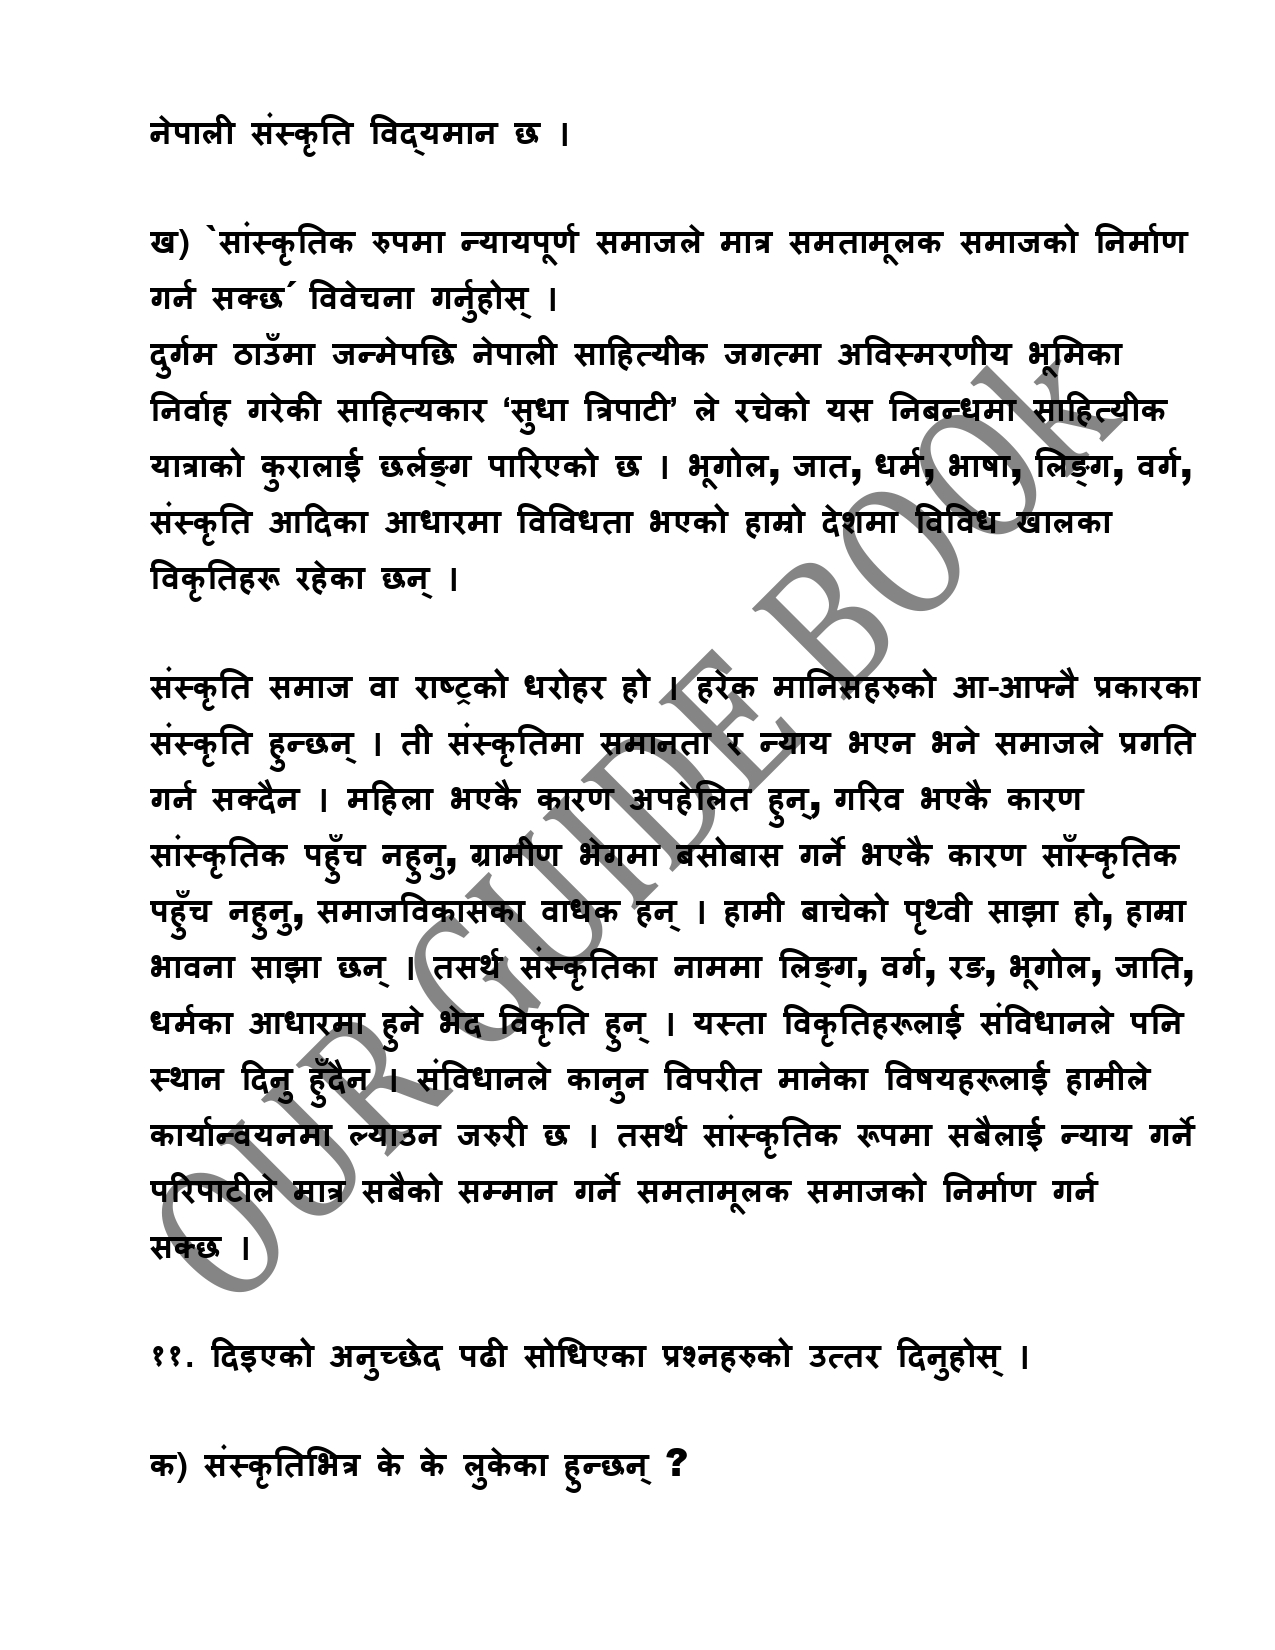 नेपाली संस्कृति विद्यमान छ ।
ख) `सांस्कृतिक रुपमा न्यायपूर्ण समाजले मात्र समतामूलक समाजको निर्माण
गर्न सक्छ´ विवेचना गर्नुहोस् ।
दुर्गम ठाउँमा जन्मेपछि नेपाली साहित्यीक जगत्मा अविस्मरणीय भूमिका
निर्वाह गरेकी साहित्यकार ‘सुधा त्रिपाटी’ ले रचेको यस निबन्धमा साहित्यीक
यात्राको कुरालाई छर्लङ्ग पारिएको छ । भूगोल, जात, धर्म, भाषा, लिङ्ग, वर्ग,
संस्कृति आदिका आधारमा विविधता भएको हाम्रो देशमा विविध खालका
विकृतिहरू रहेका छन् ।
संस्कृति समाज वा राष्ट्रको धरोहर हो । हरेक मानिसहरुको आ-आफ्नै प्रकारका
संस्कृति हुन्छन् । ती संस्कृतिमा समानता र न्याय भएन भने समाजले प्रगति
गर्न सक्दैन । महिला भएकै कारण अपहेलित हुन्, गरिव भएकै कारण
सांस्कृतिक पहुँच नहुनु, ग्रामीण भेगमा बसोबास गर्ने भएकै कारण साँस्कृतिक
पहुँच नहुनु, समाजविकासका वाधक हन् । हामी बाचेको पृथ्वी साझा हो, हाम्रा
भावना साझा छन् । तसर्थ संस्कृतिका नाममा लिङ्ग, वर्ग, रङ, भूगोल, जाति,
धर्मका आधारमा हुने भेद विकृति हुन् । यस्ता विकृतिहरूलाई संविधानले पनि
स्थान दिनु हुँदैन । संविधानले कानुन विपरीत मानेका विषयहरूलाई हामीले
कार्यान्वयनमा ल्याउन जरुरी छ । तसर्थ सांस्कृतिक रूपमा सबैलाई न्याय गर्ने
परिपाटीले मात्र सबैको सम्मान गर्ने समतामूलक समाजको निर्माण गर्न
सक्छ ।
११. दिइएको अनुच्छेद पढी सोधिएका प्रश्नहरुको उत्तर दिनुहोस् ।
क) संस्कृतिभित्र के के लुकेका हुन्छन् ?
OUR GUIDE BOOK